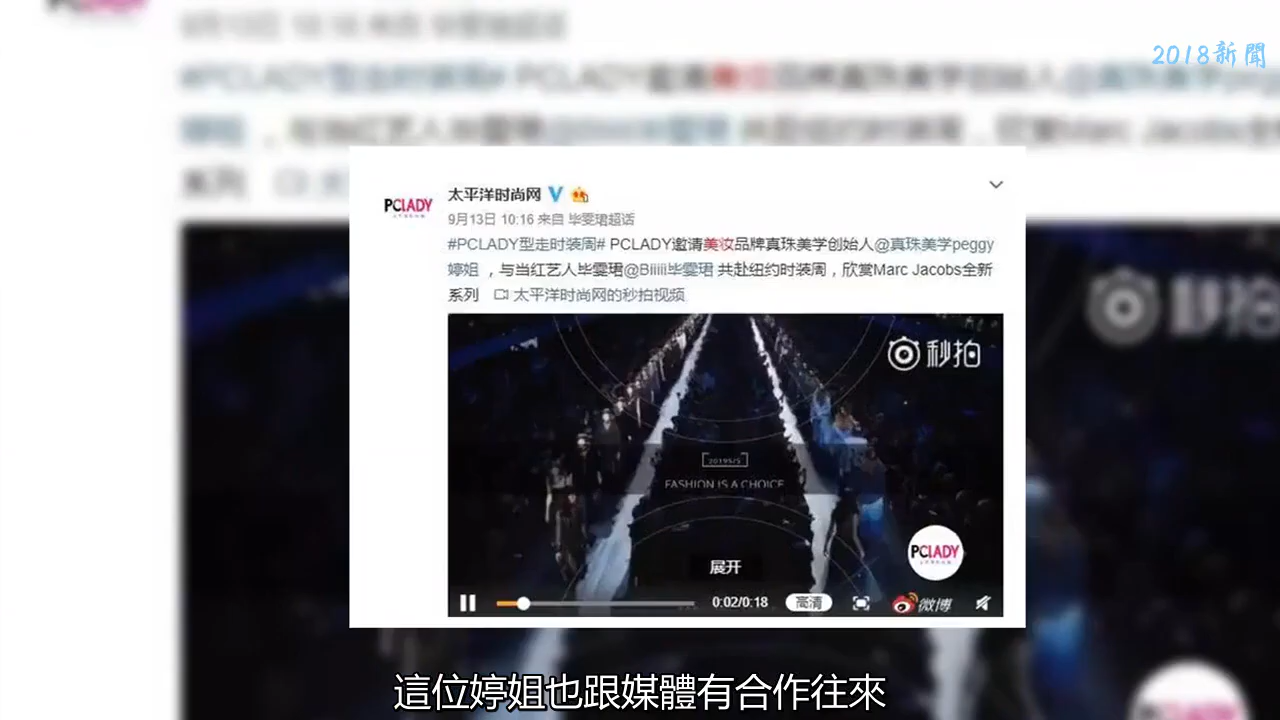 2018新聞
PCLADY
太平洋时尚网
9月13日 10:16 来自 毕雯珺超话
#PCLADY型走时装周# PCLADY邀请美妆品牌真珠美学创始人@真珠美学peggy
婷姐 ，与当红艺人毕雯珺@Biiiii毕雯珺 共赴纽约时装周，欣赏Marc Jacobs全新
系列 太平洋时尚网的秒拍视频
秒拍
2019S/S
FASHION IS A CHOICE
PCLADY
展开
0:02/0:18 高清 微博
這位婷姐也跟媒體有合作往來